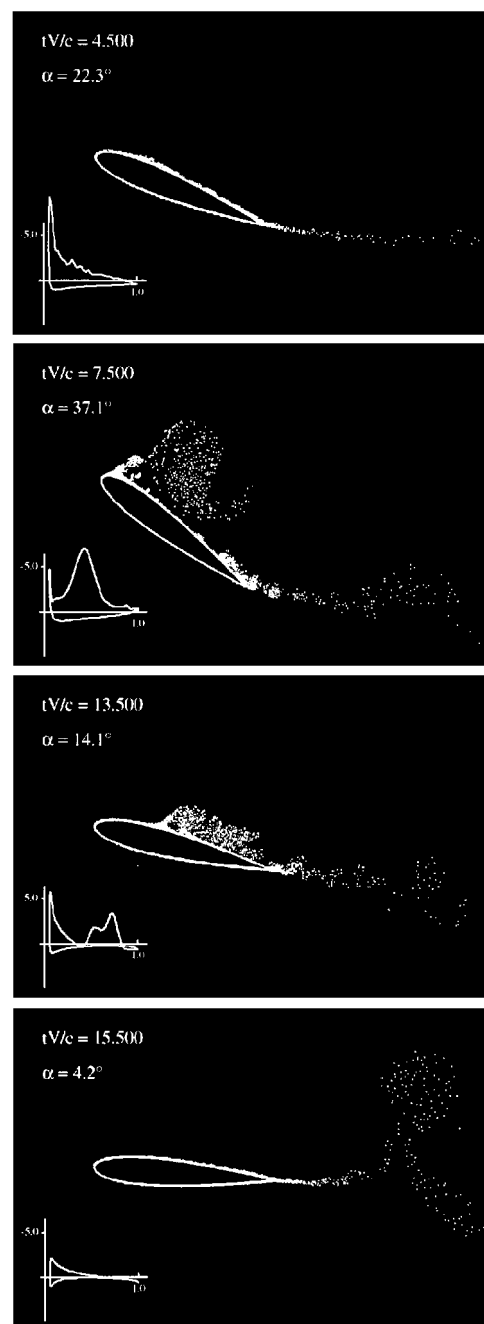 tV/c = 4.500
α = 22.3°
-5.0
1.0
tV/c = 7.500
α = 37.1°
-5.0
1.0
tV/c = 13.500
α = 14.1°
5.0
1.0
tV/c = 15.500
α = 4.2°
-5.0
1.0